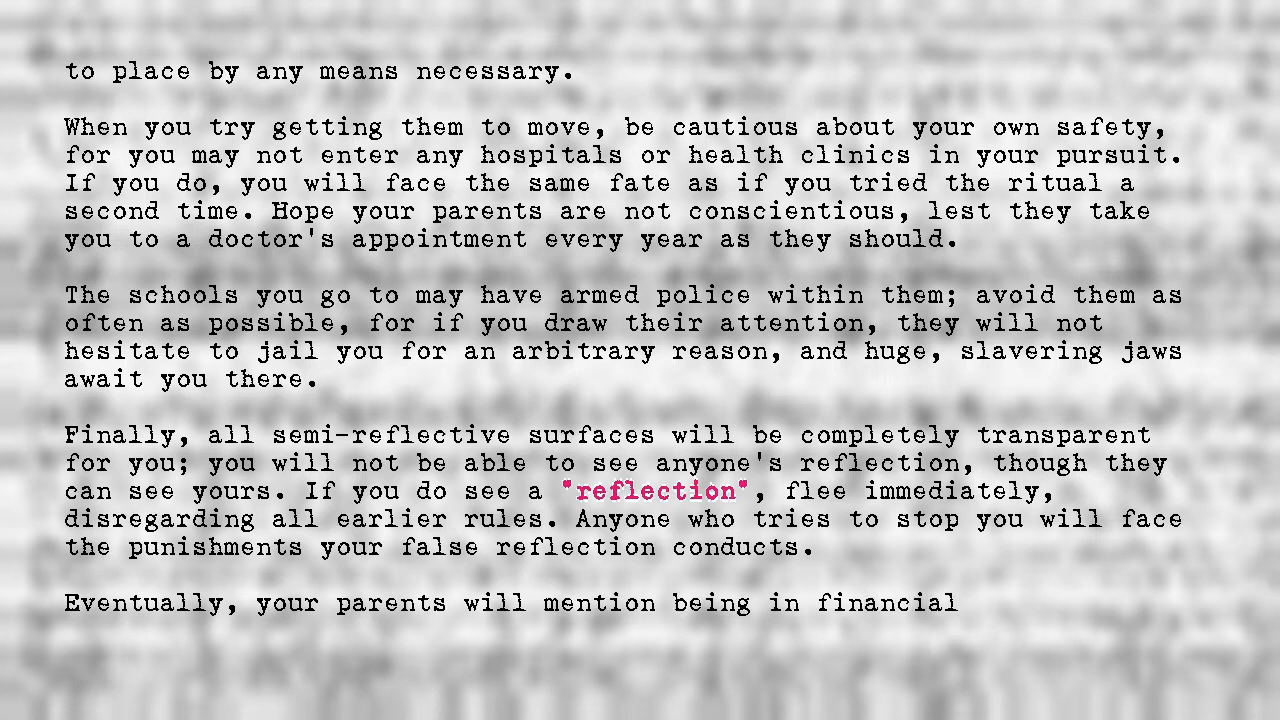 to place by any means necessary.
When you try getting them to move, be cautious about your own safety,
for you may not enter any hospitals or health clinics in your pursuit.
If you do, you will face the same fate as if you tried the ritual a
second time. Hope your parents are not conscientious, lest they take
you to a doctor's appointment every year as they should.
The schools you go to may have armed police within them; avoid them as
often as possible, for if you draw their attention, they will not
hesitate to jail you for an arbitrary reason, and huge, slavering jaws
await you there.
Finally, all semi-reflective surfaces will be completely transparent
for you; you will not be able to see anyone's reflection, though they
can see yours. If you do see a "reflection", flee immediately,
disregarding all earlier rules. Anyone who tries to stop you will face
the punishments your false reflection conducts.
Eventually, your parents will mention being in financial